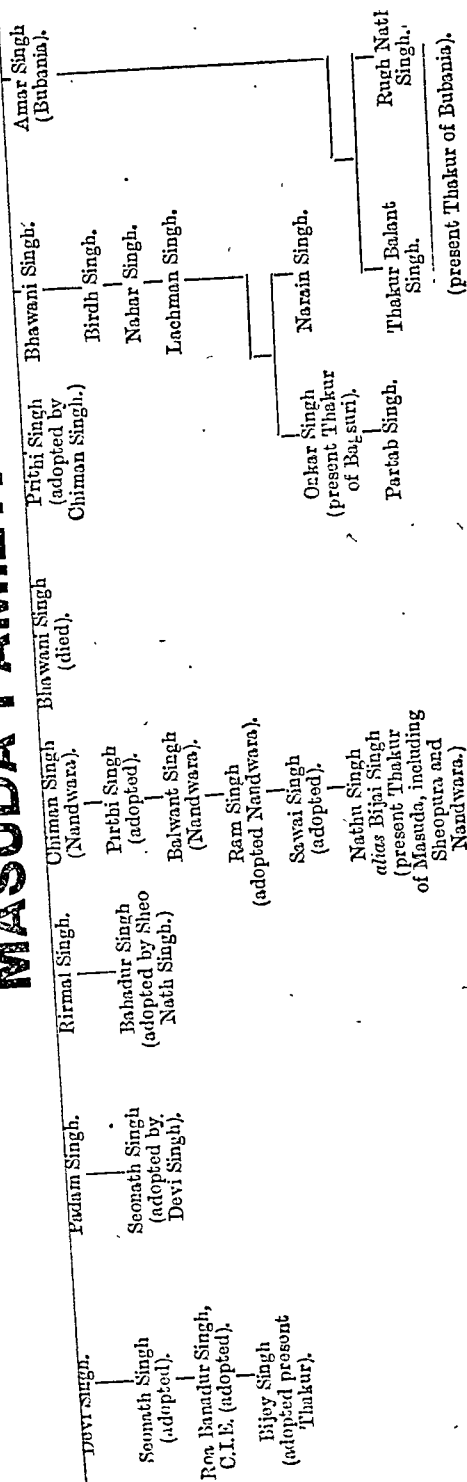 MASUDA FAMILY
Devi Singh.
Seonath Singh
(adopted).
Roa Banadur Singh,
C.I.E. (adopted).
Bijey Singh
(adopted present
Thakur).
Padam Singh.
Seonath Singh
(adopted by
Devi Singh).
Rirmal Singh.
Bahadur Singh
(adopted by Sheo
Nath Singh.)
Chiman Singh
(Nandwara).
Pirthi Singh
(adopted).
Balwant Singh
(Nandwara).
Ram Singh
(adopted Nandwara).
Sawai Singh
(adopted).
Nathu Singh
alias Bijai Singh
(present Thakur
of Masuda, including
Sheopura and
Nandwara.)
Bhawani Singh
(died).
Prithi Singh
(adopted by
Chiman Singh.)
Bhawani Singh.
Birdh Singh.
Nahar Singh.
Lachman Singh.
Onkar Singh
(present Thakur
of Bagsuri).
Partab Singh.
Narain Singh.
Amar Singh
(Bubania).
Thakur Balant
Singh.
Rugh Nath
Singh.
(present Thakur of Bubania).